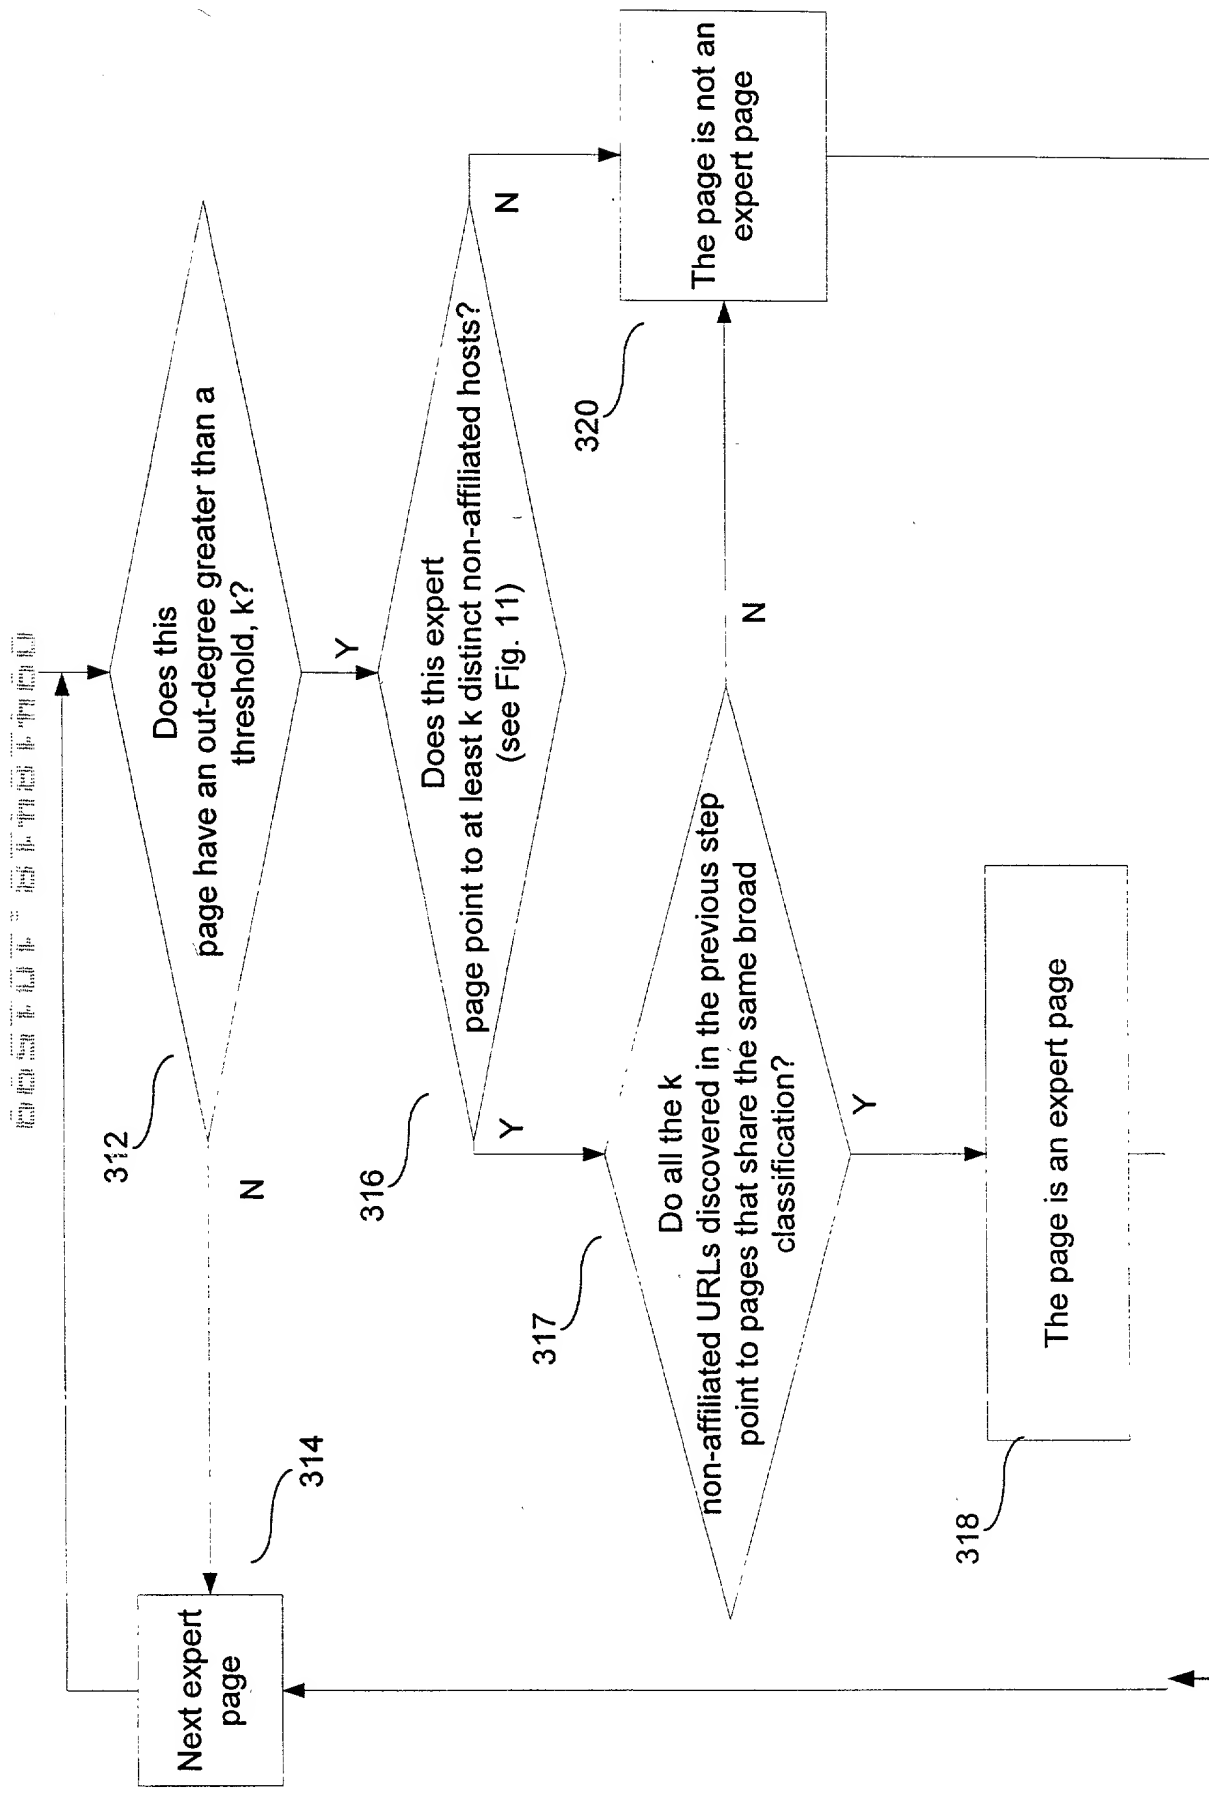 312
Does this
page have an out-degree greater than a
threshold, k?
N
Y
314
Next expert
page
316
Does this expert
page point to at least k distinct non-affiliated hosts?
(see Fig. 11)
Y
N
317
Do all the k
non-affiliated URLs discovered in the previous step
point to pages that share the same broad
classification?
N
Y
320
The page is not an
expert page
318
The page is an expert page